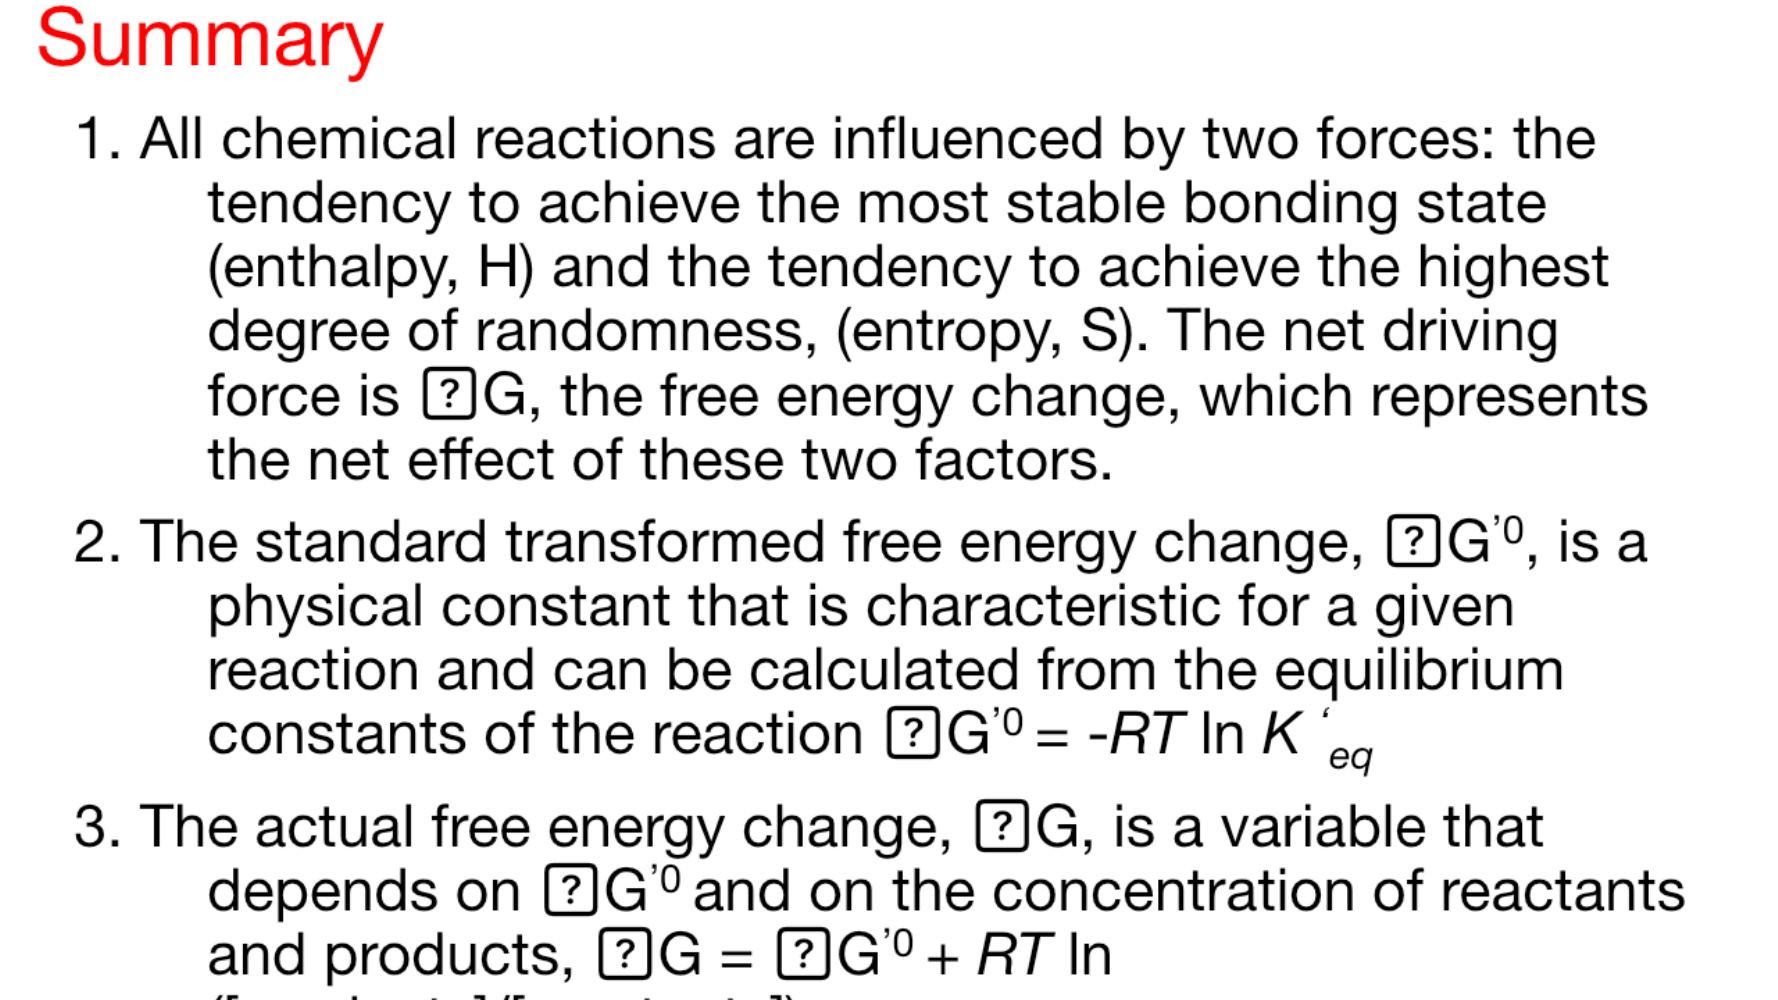 Summary
1. All chemical reactions are influenced by two forces: the
tendency to achieve the most stable bonding state
(enthalpy, H) and the tendency to achieve the highest
degree of randomness, (entropy, S). The net driving
force is ⍰G, the free energy change, which represents
the net effect of these two factors.
2. The standard transformed free energy change, ⍰G’⁰, is a
physical constant that is characteristic for a given
reaction and can be calculated from the equilibrium
constants of the reaction ⍰G’⁰ = -RT ln K ‘eq
3. The actual free energy change, ⍰G, is a variable that
depends on ⍰G’⁰ and on the concentration of reactants
and products, ⍰G = ⍰G’⁰ + RT ln